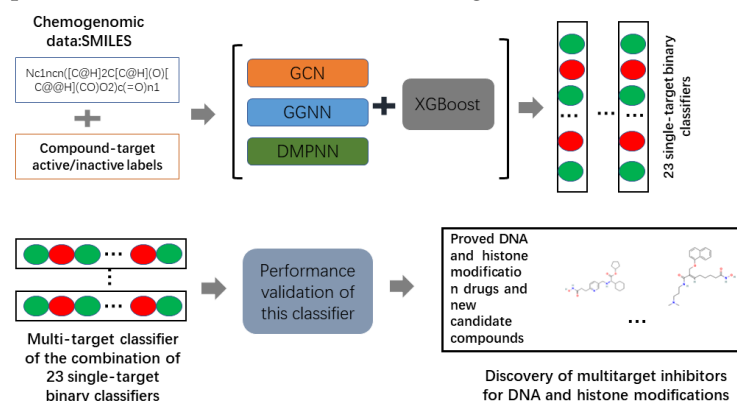 Chemogenomic
data:SMILES
Nc1ncn([C@H]2C[C@H](O)[
C@@H](CO)O2)c(=O)n1
Compound-target
active/inactive labels
GCN
GGNN
DMPNN
XGBoost
...
...
...
23 single-target binary
classifiers
...
...
Multi-target classifier
of the combination of
23 single-target
binary classifiers
Performance
validation of
this classifier
Proved DNA
and histone
modificatio
n drugs and
new
candidate
compounds
...
Discovery of multitarget inhibitors
for DNA and histone modifications